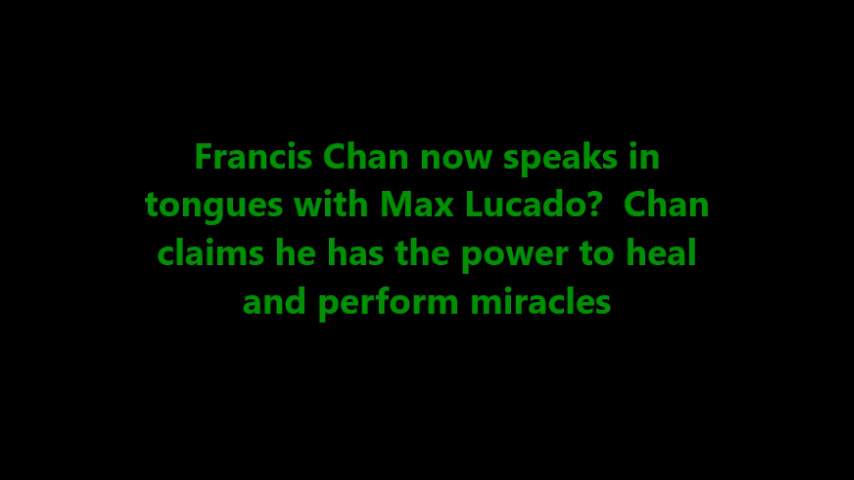 Francis Chan now speaks in
tongues with Max Lucado?  Chan
claims he has the power to heal
and perform miracles